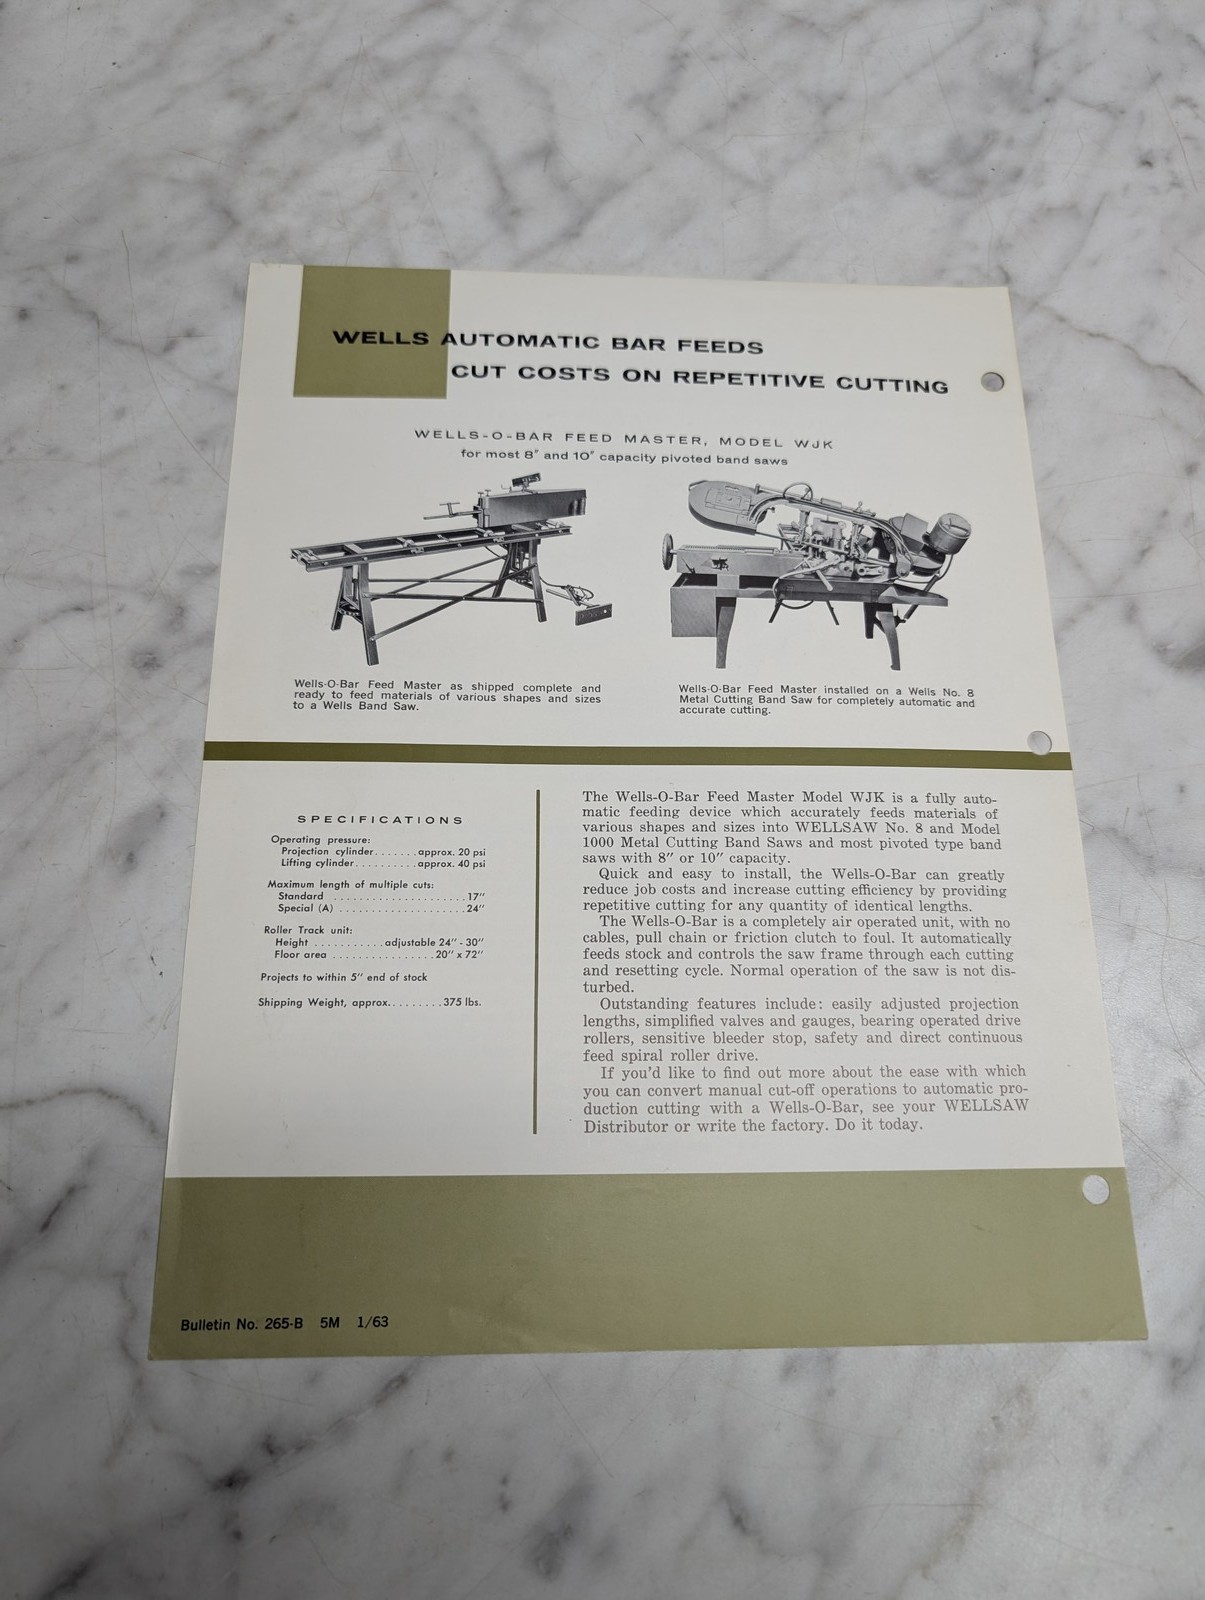 WELLS AUTOMATIC BAR FEEDS
CUT COSTS ON REPETITIVE CUTTING
WELLS-O-BAR FEED MASTER, MODEL WJK
for most 8" and 10" capacity pivoted band saws
Wells-O-Bar Feed Master as shipped complete and
ready to feed materials of various shapes and sizes
to a Wells Band Saw.
Wells-O-Bar Feed Master installed on a Wells No. 8
Metal Cutting Band Saw for completely automatic and
accurate cutting.
SPECIFICATIONS
Operating pressure:
Projection cylinder.......approx. 20 psi
Lifting cylinder..........approx. 40 psi
Maximum length of multiple cuts:
Standard .....................17"
Special (A) ....................24"
Roller Track unit:
Height ...........adjustable 24" - 30"
Floor area ................20" x 72"
Projects to within 5" end of stock
Shipping Weight, approx.........375 lbs.
The Wells-O-Bar Feed Master Model WJK is a fully auto-
matic feeding device which accurately feeds materials of
various shapes and sizes into WELLSAW No. 8 and Model
1000 Metal Cutting Band Saws and most pivoted type band
saws with 8" or 10" capacity.
Quick and easy to install, the Wells-O-Bar can greatly
reduce job costs and increase cutting efficiency by providing
repetitive cutting for any quantity of identical lengths.
The Wells-O-Bar is a completely air operated unit, with no
cables, pull chain or friction clutch to foul. It automatically
feeds stock and controls the saw frame through each cutting
and resetting cycle. Normal operation of the saw is not dis-
turbed.
Outstanding features include: easily adjusted projection
lengths, simplified valves and gauges, bearing operated drive
rollers, sensitive bleeder stop, safety and direct continuous
feed spiral roller drive.
If you'd like to find out more about the ease with which
you can convert manual cut-off operations to automatic pro-
duction cutting with a Wells-O-Bar, see your WELLSAW
Distributor or write the factory. Do it today.
Bulletin No. 265-B 5M 1/63